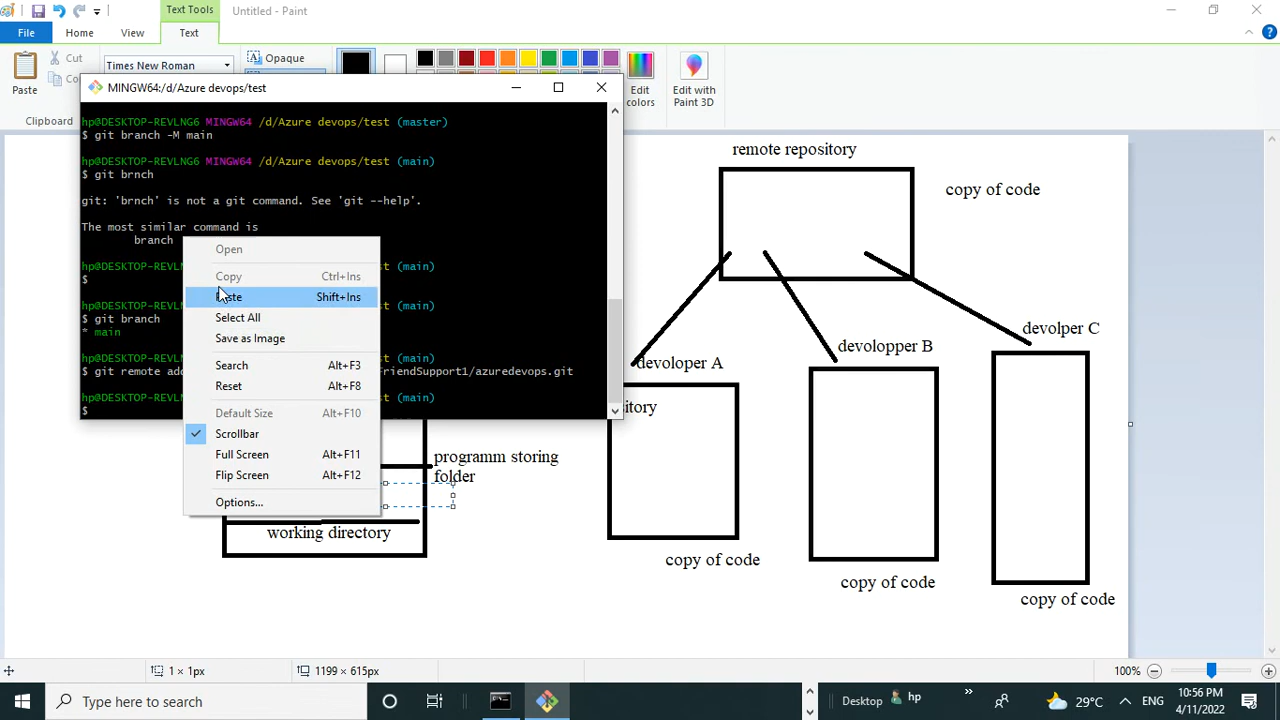 Text Tools
Untitled - Paint
File
Home
View
Text
Paste
Cut
Times New Roman
Opaque
Edit colors
Edit with Paint 3D
Clipboard
MINGW64:/d/Azure devops/test
hp@DESKTOP-REVLNG6 MINGW64 /d/Azure devops/test (master)
$ git branch -M main
hp@DESKTOP-REVLNG6 MINGW64 /d/Azure devops/test (main)
$ git brnch
git: 'brnch' is not a git command. See 'git --help'.
The most similar command is
branch
(main)
$
(main)
$ git branch
* main
(main)
$ git remote add FriendSupport1/azuredevops.git
(main)
$
Open
Copy Ctrl+Ins
Shift+Ins
Select All
Save as Image
Search Alt+F3
Reset Alt+F8
Default Size Alt+F10
Scrollbar
Full Screen Alt+F11
Flip Screen Alt+F12
Options...
remote repository
copy of code
devoloper A
devolopper B
devolper C
programm storing
folder
working directory
copy of code
copy of code
copy of code
1 × 1px
1199 × 615px
100%
Type here to search
Desktop
hp
29°C
ENG
10:56 PM
4/11/2022